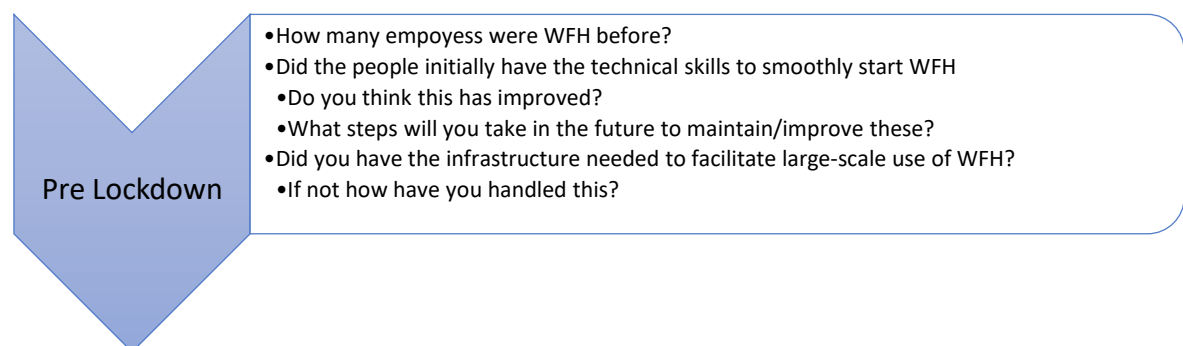 Pre Lockdown
•How many empoyess were WFH before?
•Did the people initially have the technical skills to smoothly start WFH
•Do you think this has improved?
•What steps will you take in the future to maintain/improve these?
•Did you have the infrastructure needed to facilitate large-scale use of WFH?
•If not how have you handled this?